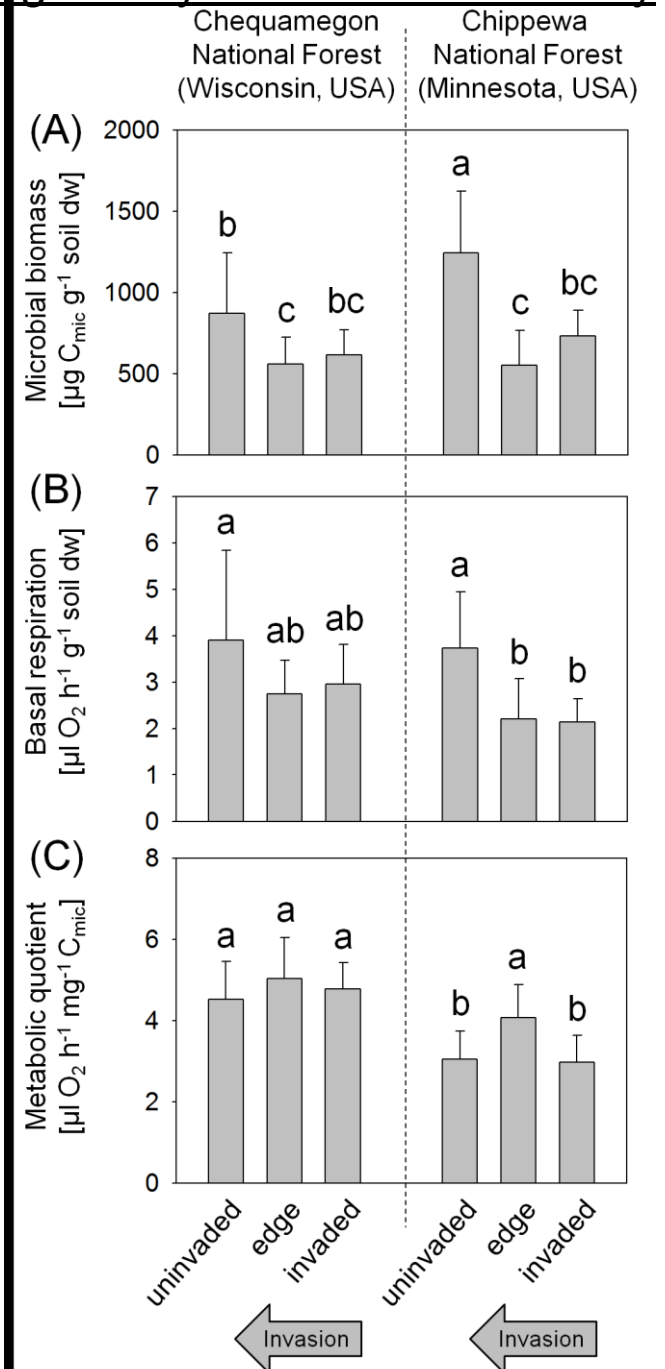 Chequamegon
National Forest
(Wisconsin, USA)
Chippewa
National Forest
(Minnesota, USA)
(A)
Microbial biomass
[µg Cmic g-1 soil dw]
2000
1500
1000
500
0
b
c
bc
a
c
bc
(B)
Basal respiration
[µl O2 h-1 g-1 soil dw]
7
6
5
4
3
2
1
0
a
ab
ab
a
b
b
(C)
Metabolic quotient
[µl O2 h-1 mg-1 Cmic]
8
6
4
2
0
a
a
a
b
a
b
uninvaded
edge
invaded
uninvaded
edge
invaded
Invasion
Invasion